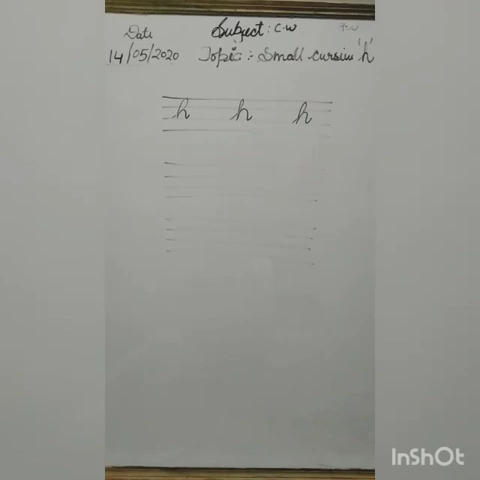 Date Subject: C.W
14/05/2020 Topic:- Small cursive 'h'
h h h
InShOt